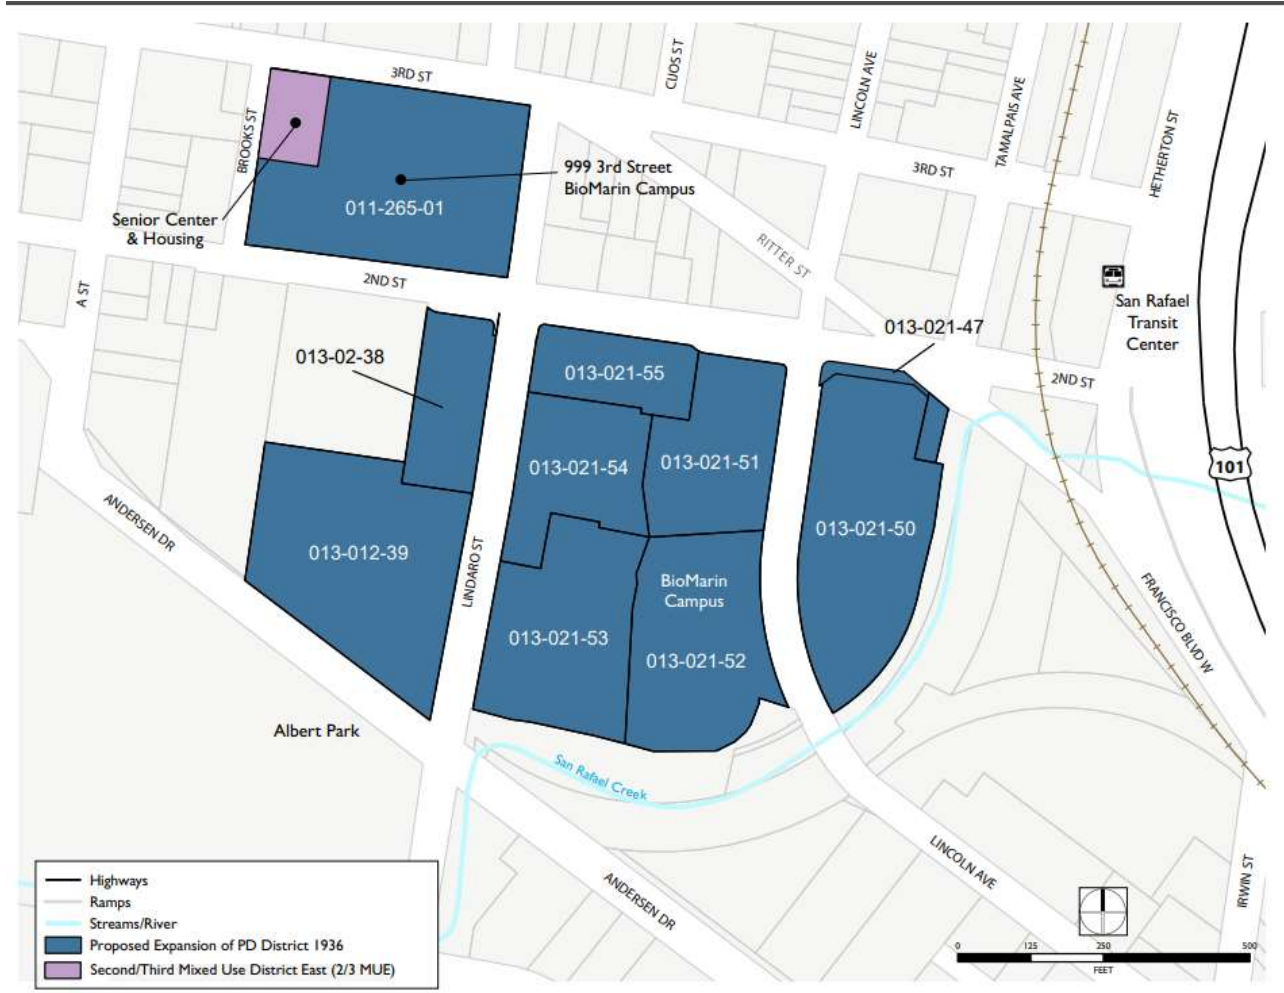 3RD ST
CIJOS ST
LINCOLN AVE
TAMALPAIS AVE
HETHERTON ST
BROOKS ST
3RD ST
999 3rd Street
BioMarin Campus
011-265-01
Senior Center
& Housing
RITTER ST
2ND ST
A ST
San Rafael
Transit
Center
013-021-47
013-02-38
013-021-55
2ND ST
013-021-54
013-021-51
101
ANDERSEN DR
013-021-50
013-012-39
LINDARO ST
BioMarin
Campus
FRANCISCO BLVD W
013-021-53
013-021-52
Albert Park
San Rafael Creek
LINCOLN AVE
ANDERSEN DR
IRWIN ST
Highways
Ramps
Streams/River
Proposed Expansion of PD District 1936
Second/Third Mixed Use District East (2/3 MUE)
0 125 250 500
FEET